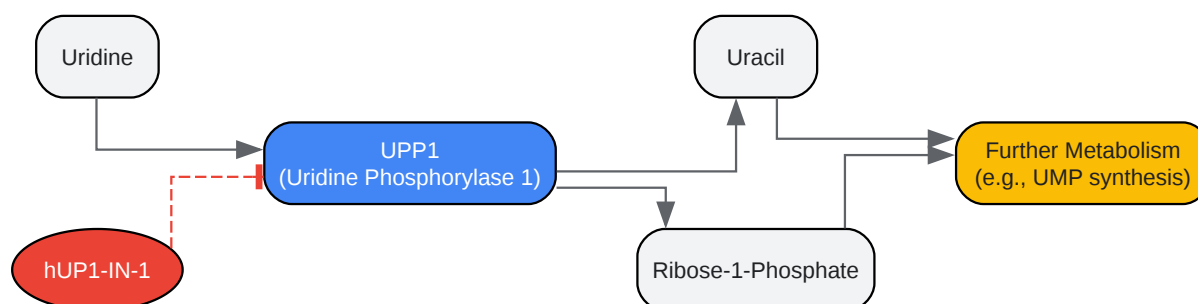 Uridine
Uracil
UPP1
(Uridine Phosphorylase 1)
Further Metabolism
(e.g., UMP synthesis)
hUP1-IN-1
Ribose-1-Phosphate